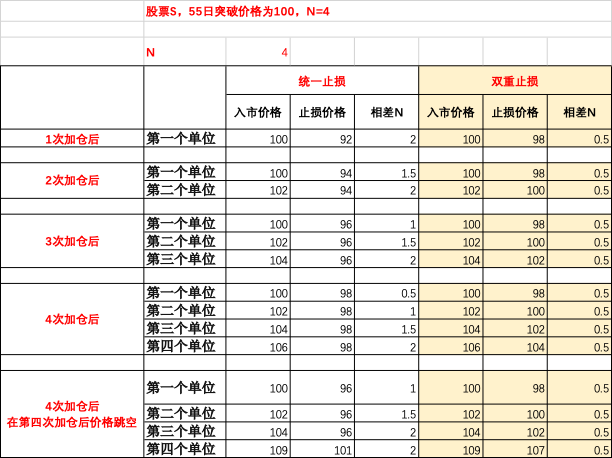 股票S，55日突破价格为100，N=4
N 4
统一止损 双重止损
入市价格 止损价格 相差N 入市价格 止损价格 相差N
1次加仓后 第一个单位 100 92 2 100 98 0.5
2次加仓后 第一个单位 100 94 1.5 100 98 0.5
第二个单位 102 94 2 102 100 0.5
3次加仓后 第一个单位 100 96 1 100 98 0.5
第二个单位 102 96 1.5 102 100 0.5
第三个单位 104 96 2 104 102 0.5
4次加仓后 第一个单位 100 98 0.5 100 98 0.5
第二个单位 102 98 1 102 100 0.5
第三个单位 104 98 1.5 104 102 0.5
第四个单位 106 98 2 106 104 0.5
4次加仓后
在第四次加仓后价格跳空
第一个单位 100 96 1 100 98 0.5
第二个单位 102 96 1.5 102 100 0.5
第三个单位 104 96 2 104 102 0.5
第四个单位 109 101 2 109 107 0.5